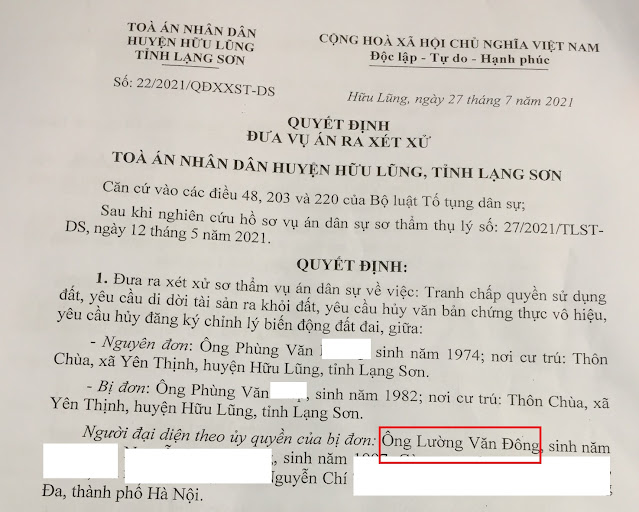 TOÀ ÁN NHÂN DÂN
HUYỆN HỮU LŨNG
TỈNH LẠNG SƠN
CỘNG HOÀ XÃ HỘI CHỦ NGHĨA VIỆT NAM
Độc lập - Tự do - Hạnh phúc
Số: 22/2021/QĐXXST-DS
Hữu Lũng, ngày 27 tháng 7 năm 2021
QUYẾT ĐỊNH
ĐƯA VỤ ÁN RA XÉT XỬ
TOÀ ÁN NHÂN DÂN HUYỆN HỮU LŨNG, TỈNH LẠNG SƠN
Căn cứ vào các điều 48, 203 và 220 của Bộ luật Tố tụng dân sự;
Sau khi nghiên cứu hồ sơ vụ án dân sự sơ thẩm thụ lý số: 27/2021/TLST-
DS, ngày 12 tháng 5 năm 2021.
QUYẾT ĐỊNH:
1. Đưa ra xét xử sơ thẩm vụ án dân sự về việc: Tranh chấp quyền sử dụng
đất, yêu cầu di dời tài sản ra khỏi đất, yêu cầu hủy văn bản chứng thực vô hiệu,
yêu cầu hủy đăng ký chỉnh lý biến động đất đai, giữa:
- Nguyên đơn: Ông Phùng Văn sinh năm 1974; nơi cư trú: Thôn
Chùa, xã Yên Thịnh, huyện Hữu Lũng, tỉnh Lạng Sơn.
- Bị đơn: Ông Phùng Văn , sinh năm 1982; nơi cư trú: Thôn Chùa, xã
Yên Thịnh, huyện Hữu Lũng, tỉnh Lạng Sơn.
Người đại diện theo ủy quyền của bị đơn: Ông Lường Văn Đông, sinh năm
, sinh năm
Nguyễn Chí
Đa, thành phố Hà Nội.